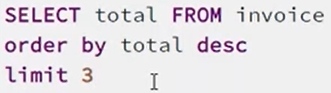 SELECT total FROM invoice
order by total desc
limit 3